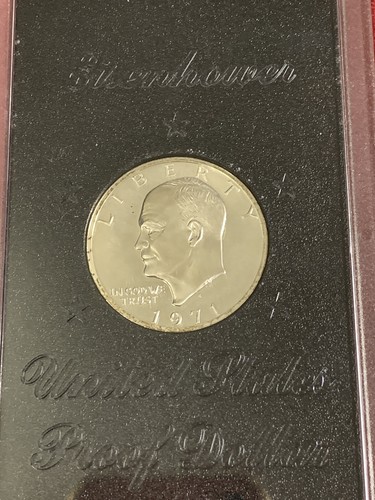 Eisenhower
LIBERTY
IN GOD WE
TRUST
1971
United States
Proof Dollar